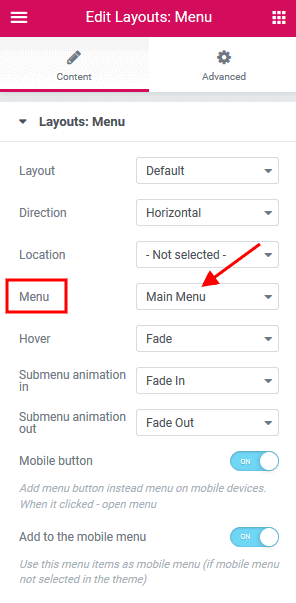 Edit Layouts: Menu
Content
Advanced
Layouts: Menu
Layout
Default
Direction
Horizontal
Location
- Not selected -
Menu
Main Menu
Hover
Fade
Submenu animation
in
Fade In
Submenu animation
out
Fade Out
Mobile button
ON
Add menu button instead menu on mobile devices.
When it clicked - open menu
Add to the mobile menu
ON
Use this menu items as mobile menu (if mobile menu
not selected in the theme)